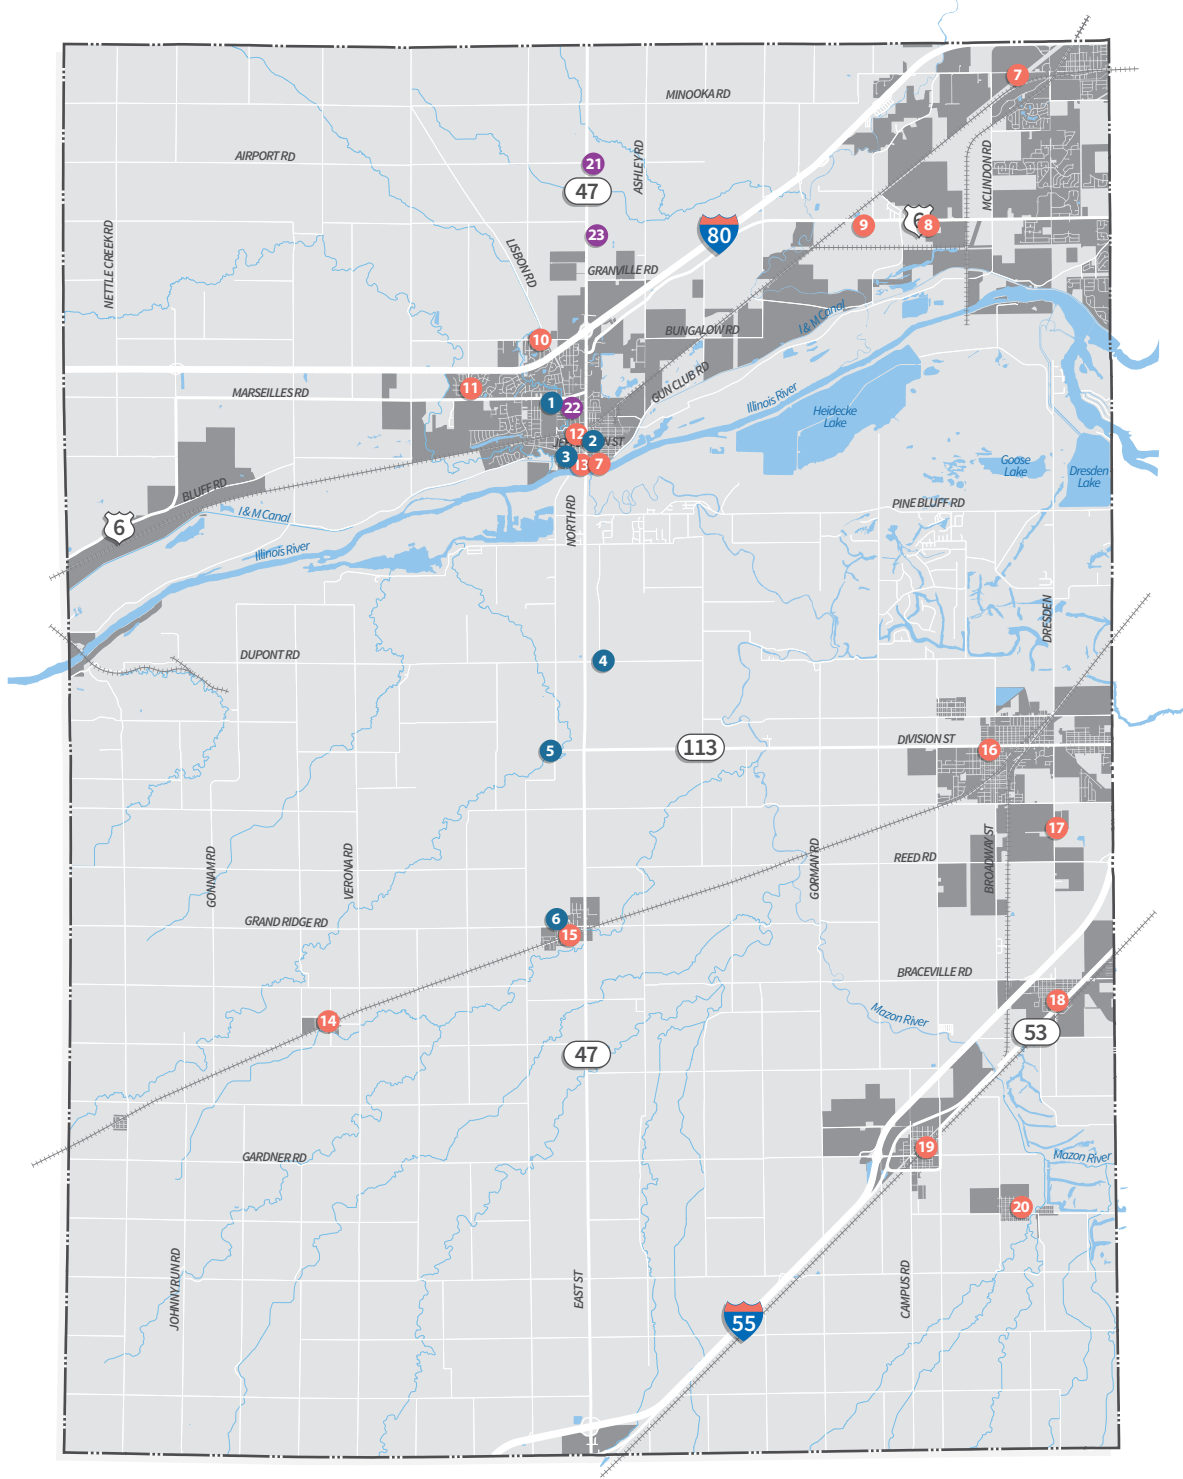 7
MINOOKA RD
AIRPORT RD
ASHLEY RD
21
47
MCLINDON RD
NETTLE CREEK RD
23
80
9
6
8
LISBON RD
GRANVILLE RD
I & M Canal
BUNGALOW RD
10
GUN CLUB RD
11
MARSEILLES RD
1
22
Illinois River
Heidecke
Lake
12
2
ST
3
13
7
Goose
Lake
Dresden
Lake
BLUFF RD
I & M Canal
6
NORTH RD
PINE BLUFF RD
Illinois River
DRESDEN
DUPONT RD
4
5
113
DIVISION ST
16
17
GONNAM RD
VERONA RD
GORMAN RD
REED RD
BROADWAY ST
6
GRAND RIDGE RD
15
BRACEVILLE RD
18
14
Mazon River
53
47
19
GARDNER RD
Mazon River
20
JOHNNY RUN RD
EAST ST
CAMPUS RD
55